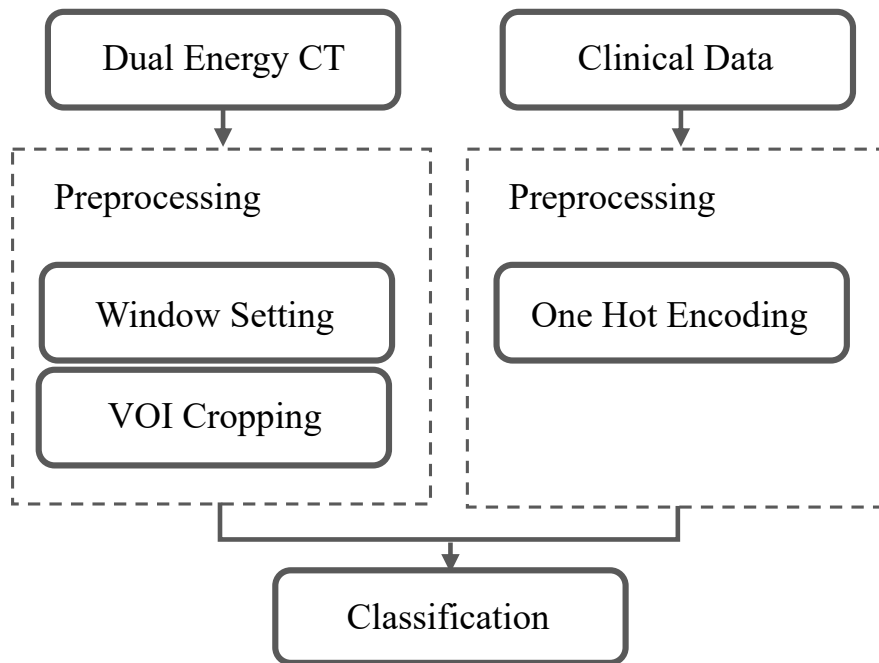 Dual Energy CT
Clinical Data
Preprocessing
Preprocessing
Window Setting
One Hot Encoding
VOI Cropping
Classification